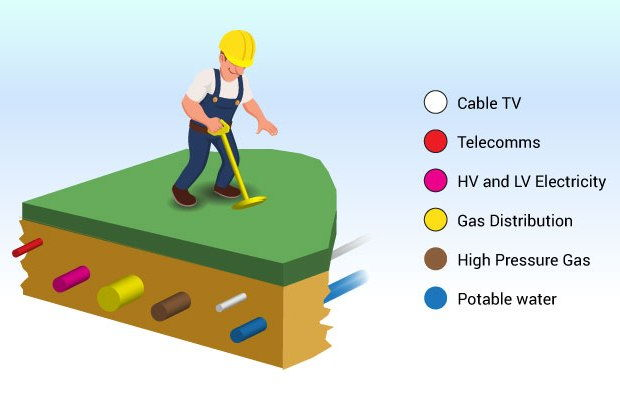 Cable TV
Telecomms
HV and LV Electricity
Gas Distribution
High Pressure Gas
Potable water